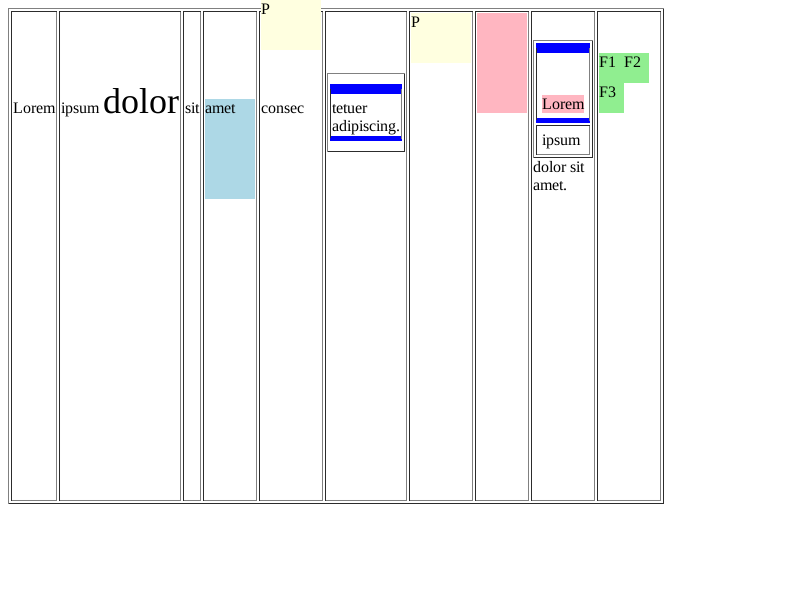 P
Lorem
ipsum dolor
sit
amet
consec
tetuer
adipiscing.
P
Lorem
ipsum
dolor sit
amet.
F1 F2
F3